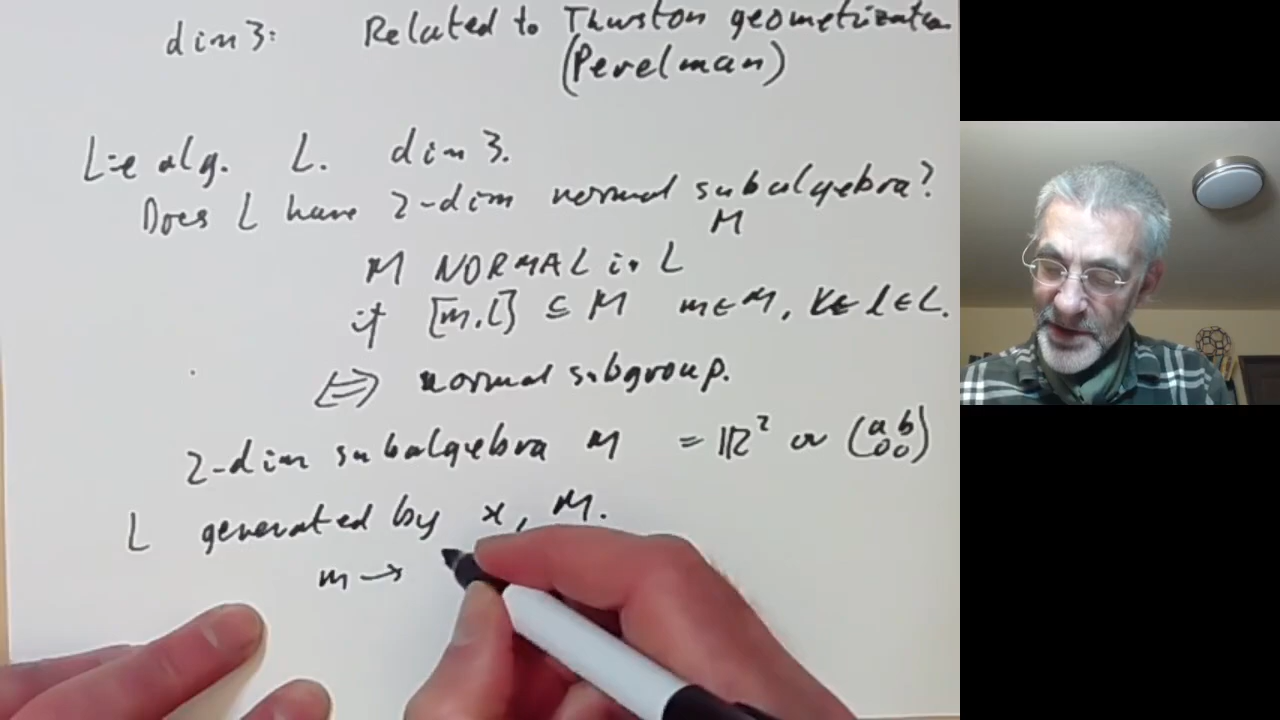 dim 3: Related to Thurston geometrization
(Perelman)
Lie alg. L. dim 3.
Does L have 2-dim normal subalgebra?
M
M NORMAL in L
if [m,l] ⊆ M m∈M, l∈L.
⇔ normal subgroup.
2-dim subalgebra M = ℝ² or (a b
0 0)
L generated by x, M.
m →